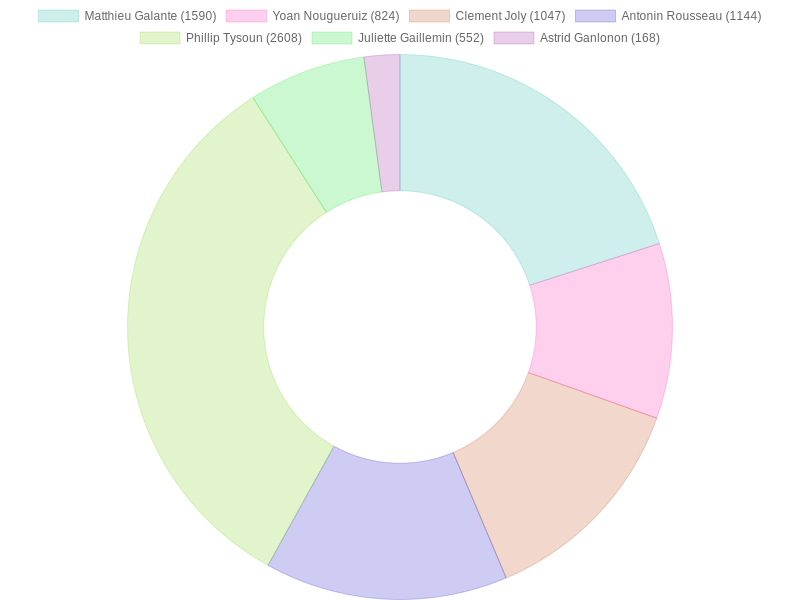 Matthieu Galante (1590) Yoan Nougueruiz (824) Clement Joly (1047) Antonin Rousseau (1144)
Phillip Tysoun (2608) Juliette Gaillemin (552) Astrid Ganlonon (168)